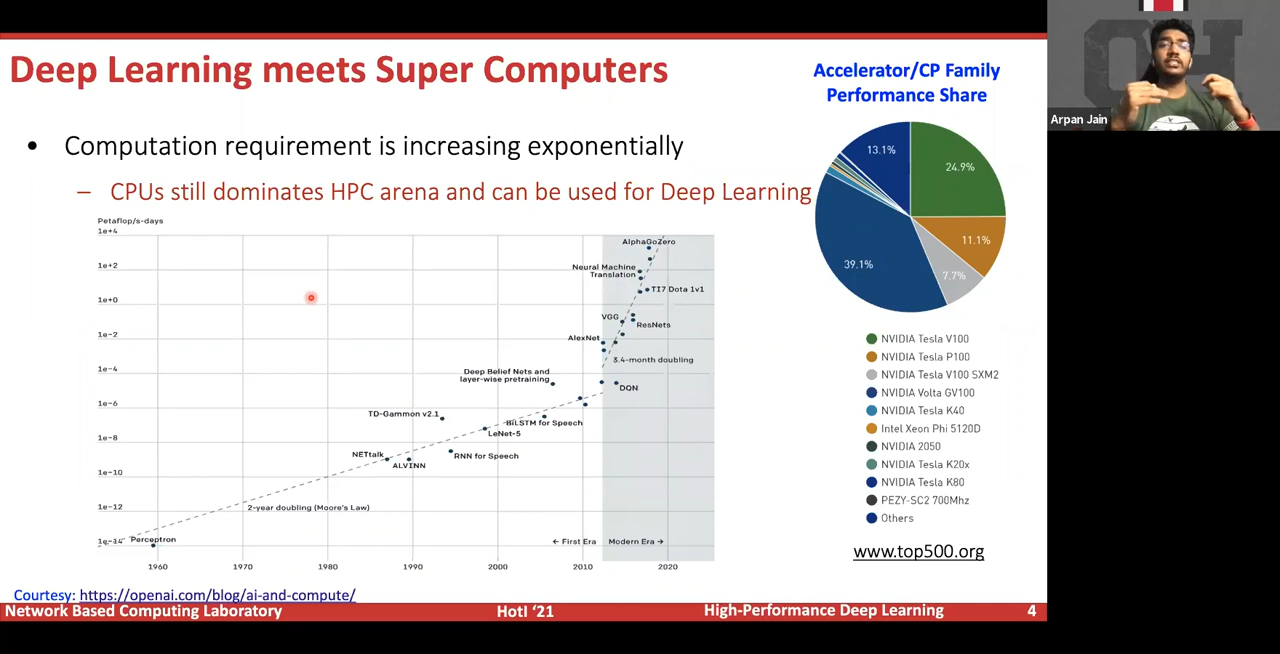 Deep Learning meets Super Computers
Accelerator/CP Family
Performance Share
Arpan Jain
• Computation requirement is increasing exponentially
– CPUs still dominates HPC arena and can be used for Deep Learning
Petaflop/s-days
1e+4
1e+2
1e+0
1e-2
1e-4
1e-6
1e-8
1e-10
1e-12
1e-14
AlphaGoZero
Neural Machine
Translation
TI7 Dota 1v1
VGG
ResNets
AlexNet
3.4-month doubling
Deep Belief Nets and
layer-wise pretraining
DQN
TD-Gammon v2.1
BiLSTM for Speech
LeNet-5
NETtalk
RNN for Speech
ALVINN
2-year doubling (Moore's Law)
Perceptron
← First Era
Modern Era →
1960
1970
1980
1990
2000
2010
2020
13.1%
24.9%
11.1%
7.7%
39.1%
NVIDIA Tesla V100
NVIDIA Tesla P100
NVIDIA Tesla V100 SXM2
NVIDIA Volta GV100
NVIDIA Tesla K40
Intel Xeon Phi 5120D
NVIDIA 2050
NVIDIA Tesla K20x
NVIDIA Tesla K80
PEZY-SC2 700Mhz
Others
www.top500.org
Courtesy: https://openai.com/blog/ai-and-compute/
Network Based Computing Laboratory
HotI ‘21
High-Performance Deep Learning
4